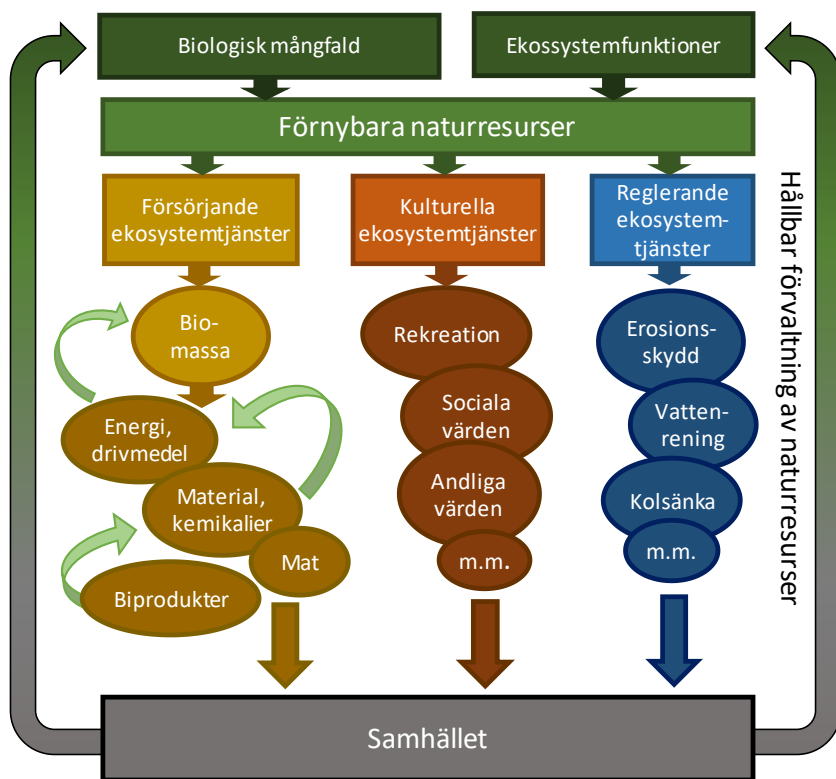 Biologisk mångfald
Ekossystemfunktioner
Förnybara naturresurser
Försörjande
ekosystemtjänster
Kulturella
ekosystemtjänster
Reglerande
ekosystem-
tjänster
Bio-
massa
Energi,
drivmedel
Material,
kemikalier
Mat
Biprodukter
Rekreation
Sociala
värden
Andliga
värden
m.m.
Erosions-
skydd
Vatten-
rening
Kolsänka
m.m.
Hållbar förvaltning av naturresurser
Samhället